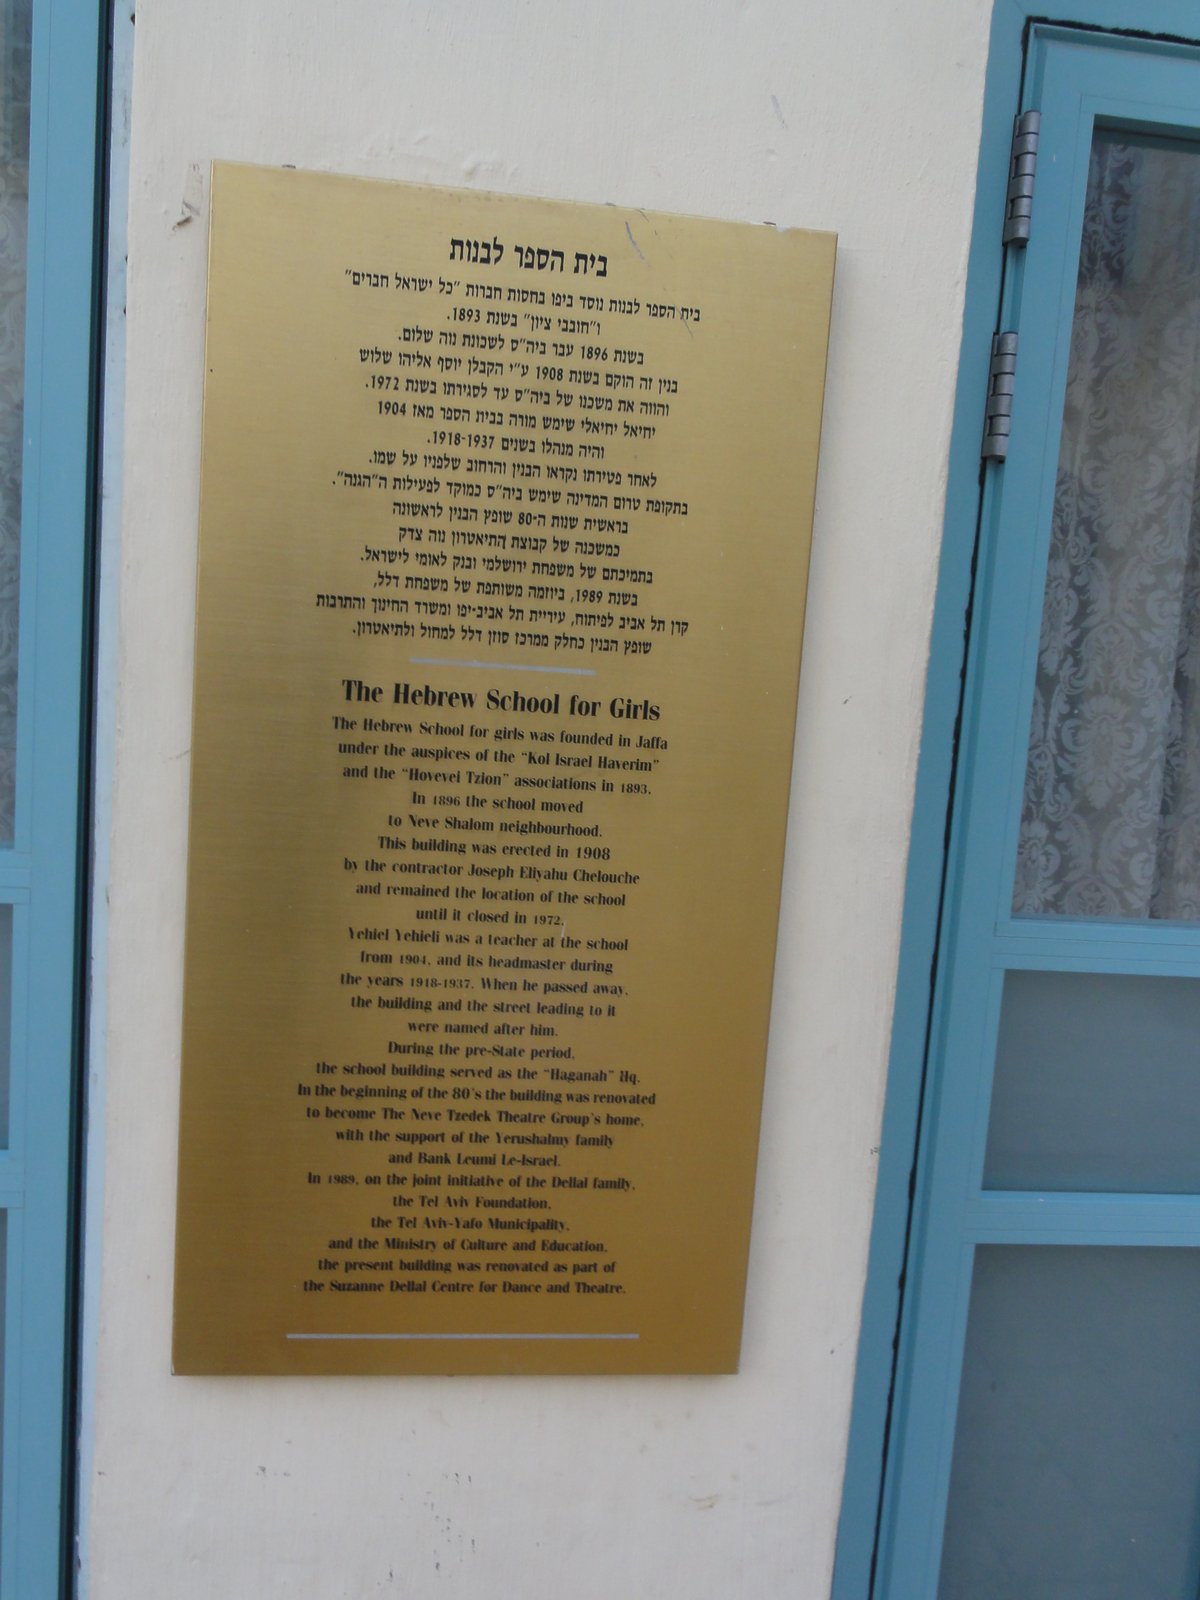 בית הספר לבנות
בית הספר לבנות נוסד ביפו בחסות חברות "כל ישראל חברים"
ו"חובבי ציון" בשנת 1893.
בשנת 1896 עבר ביה"ס לשכונת נוה שלום.
בנין זה הוקם בשנת 1908 ע"י הקבלן יוסף אליהו שלוש
והווה את משכנו של ביה"ס עד לסגירתו בשנת 1972.
יחיאל יחיאלי שימש מורה בבית הספר מאז 1904
והיה מנהלו בשנים 1918-1937.
לאחר פטירתו נקראו הבנין והרחוב שלפניו על שמו.
בתקופת טרום המדינה שימש ביה"ס כמוקד לפעילות ה"הגנה".
בראשית שנות ה-80 שופץ הבנין לראשונה
כמשכנה של קבוצת התיאטרון נוה צדק
בתמיכתם של משפחת ירושלמי ובנק לאומי לישראל.
בשנת 1989, ביוזמה משותפת של משפחת דלל,
קרן תל אביב לפיתוח, עיריית תל אביב-יפו ומשרד החינוך והתרבות
שופץ הבנין כחלק ממרכז סוזן דלל למחול ולתיאטרון.
The Hebrew School for Girls
The Hebrew School for girls was founded in Jaffa
under the auspices of the "Kol Israel Haverim"
and the "Hovevei Tzion" associations in 1893.
In 1896 the school moved
to Neve Shalom neighbourhood.
This building was erected in 1908
by the contractor Joseph Eliyahu Chelouche
and remained the location of the school
until it closed in 1972.
Yehiel Yehieli was a teacher at the school
from 1904, and its headmaster during
the years 1918-1937. When he passed away,
the building and the street leading to it
were named after him.
During the pre-State period,
the school building served as the "Haganah" Hq.
In the beginning of the 80's the building was renovated
to become The Neve Tzedek Theatre Group's home,
with the support of the Yerushalmy family
and Bank Leumi Le-Israel.
In 1989, on the joint initiative of the Dellal family,
the Tel Aviv Foundation,
the Tel Aviv-Yafo Municipality,
and the Ministry of Culture and Education,
the present building was renovated as part of
the Suzanne Dellal Centre for Dance and Theatre.